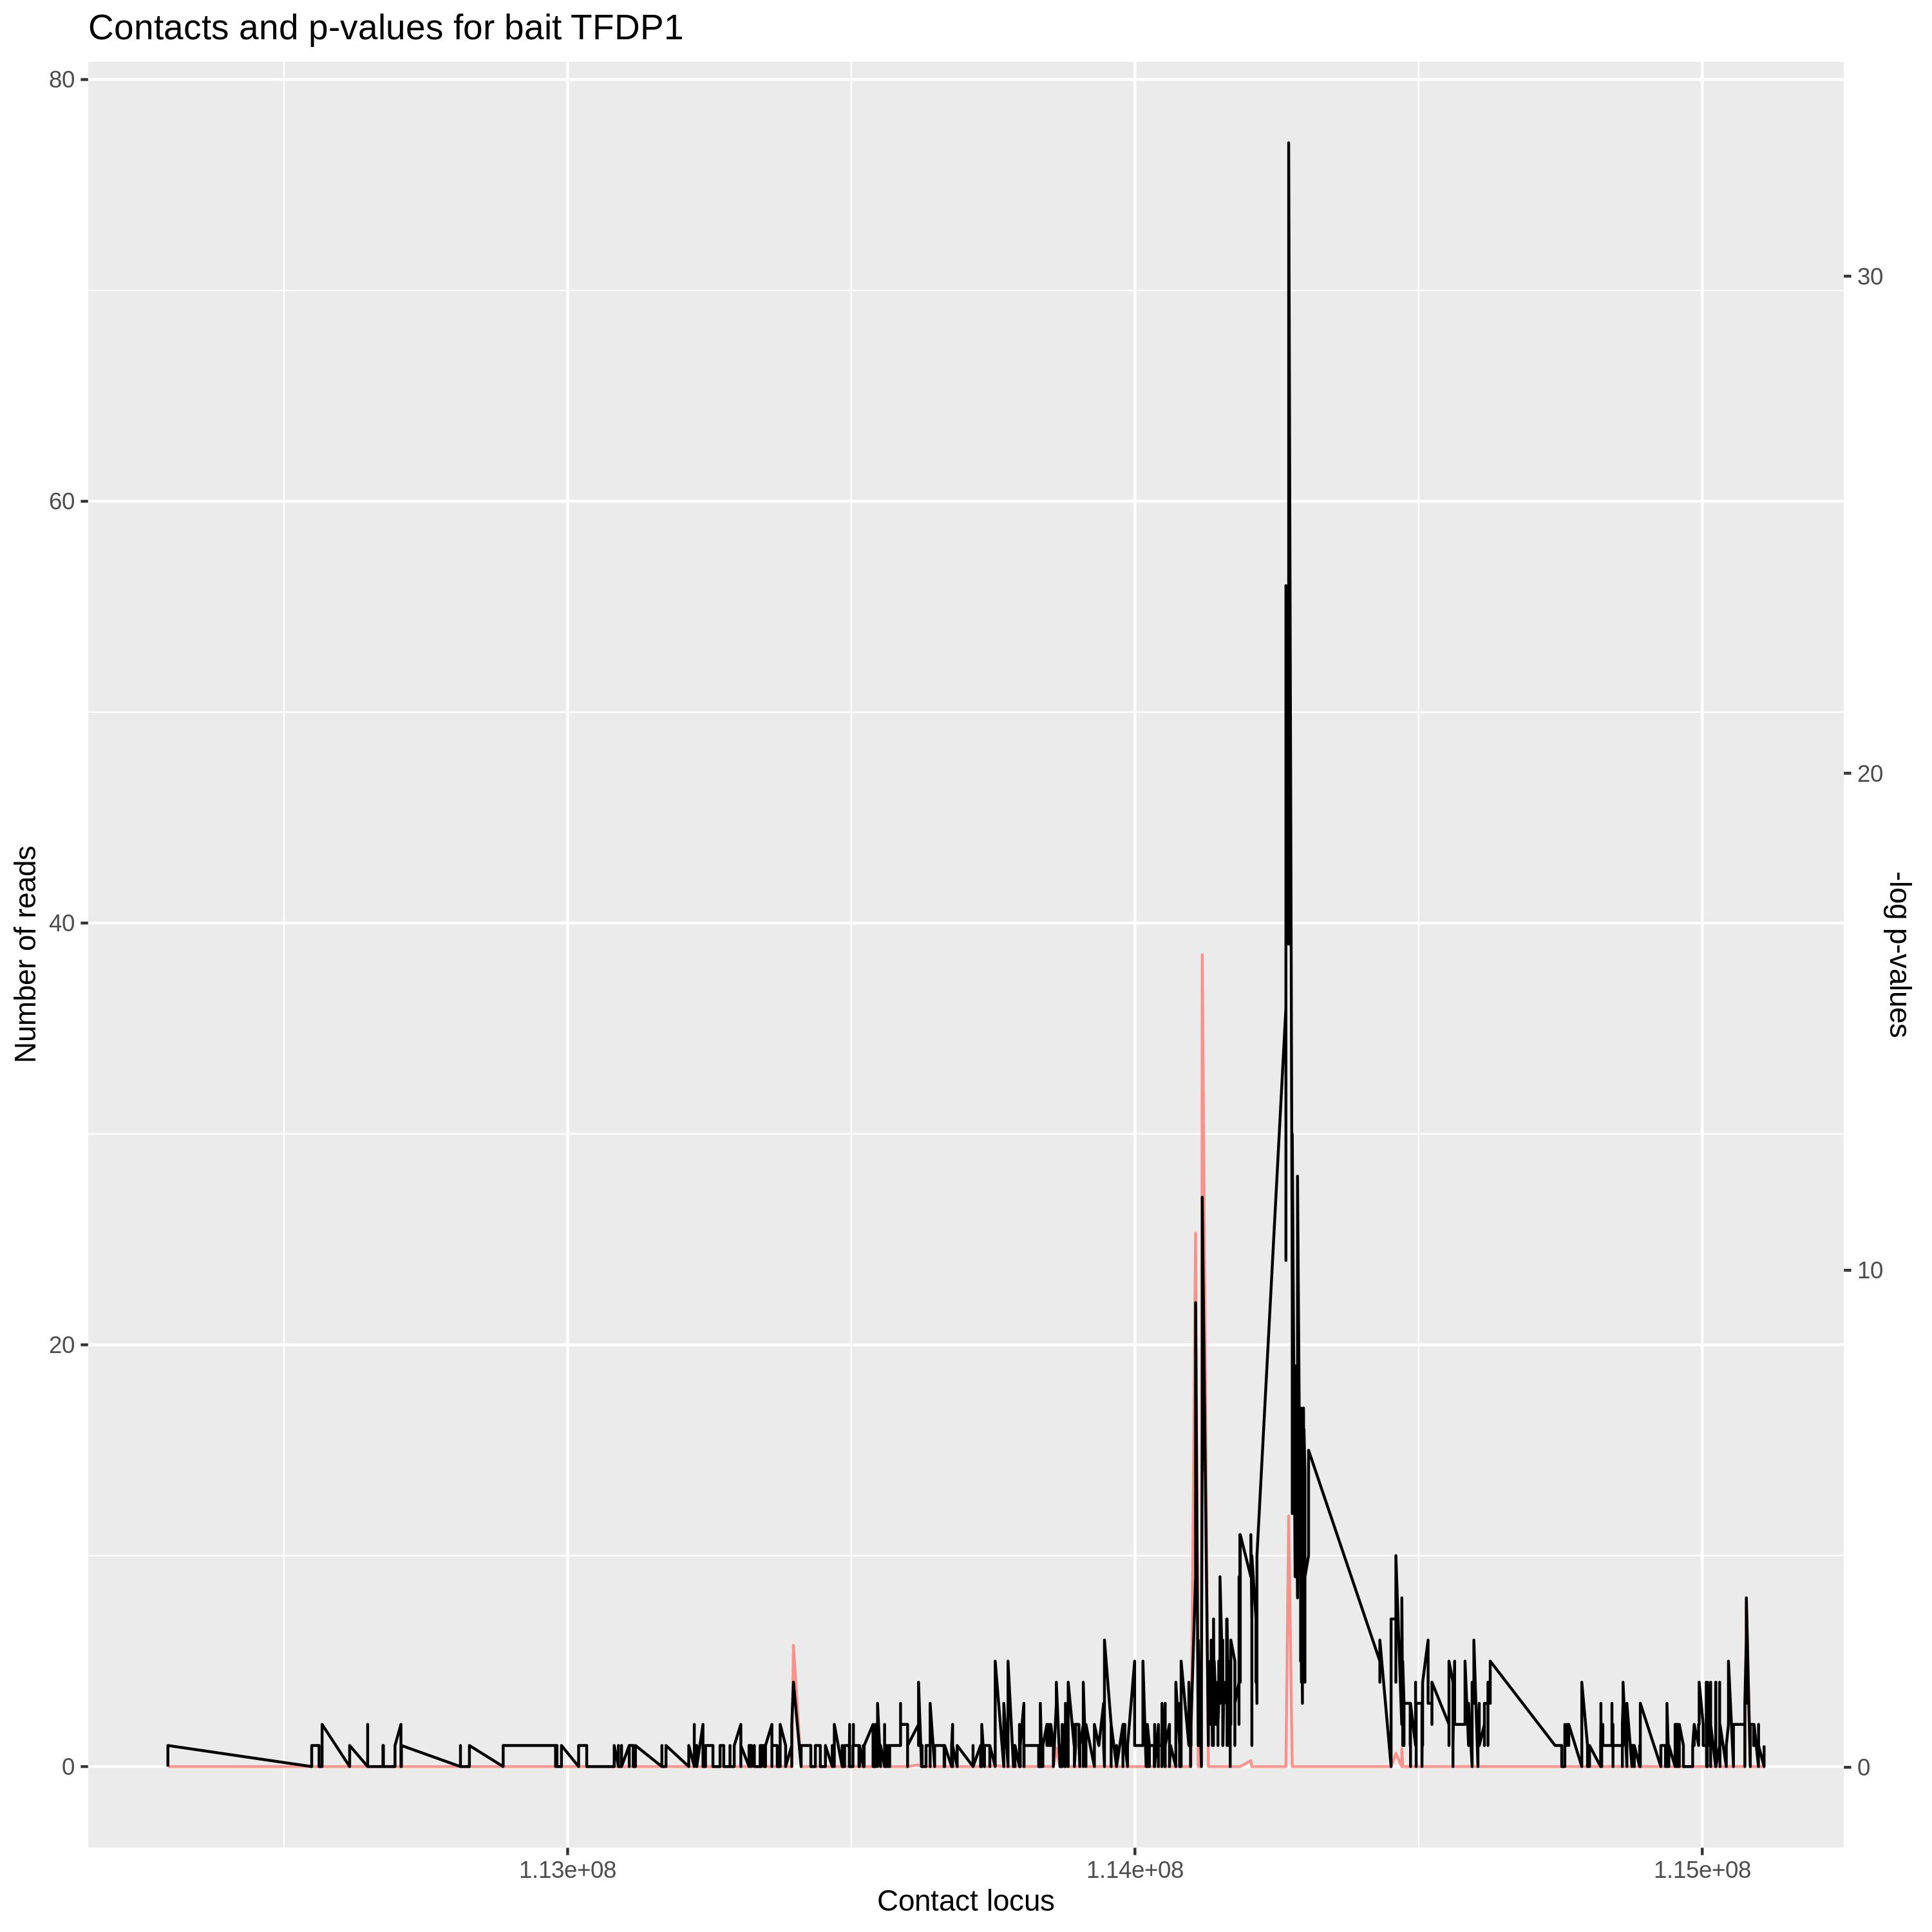 Contacts and p-values for bait TFDP1
80
60
40
20
0
Number of reads
30
20
10
0
-log p-values
1.13e+08
1.14e+08
1.15e+08
Contact locus